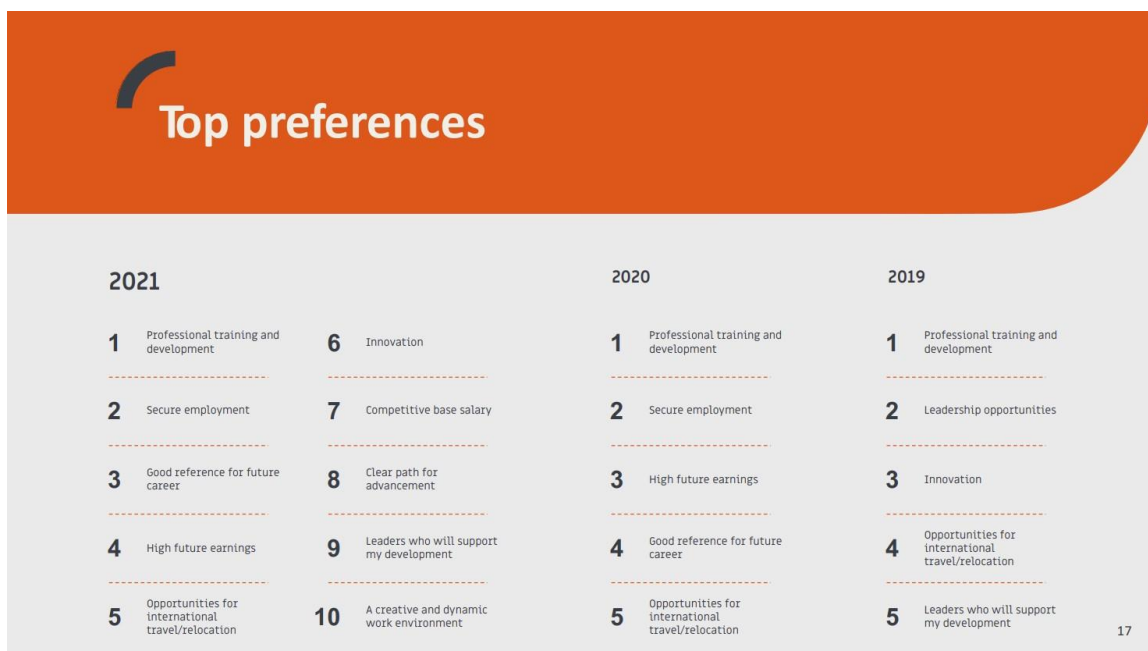 Top preferences
2021
1
Professional training and
development
2
Secure employment
3
Good reference for future
career
4
High future earnings
5
Opportunities for
international
travel/relocation
6
Innovation
7
Competitive base salary
8
Clear path for
advancement
9
Leaders who will support
my development
10
A creative and dynamic
work environment
2020
1
Professional training and
development
2
Secure employment
3
High future earnings
4
Good reference for future
career
5
Opportunities for
international
travel/relocation
2019
1
Professional training and
development
2
Leadership opportunities
3
Innovation
4
Opportunities for
international
travel/relocation
5
Leaders who will support
my development
17